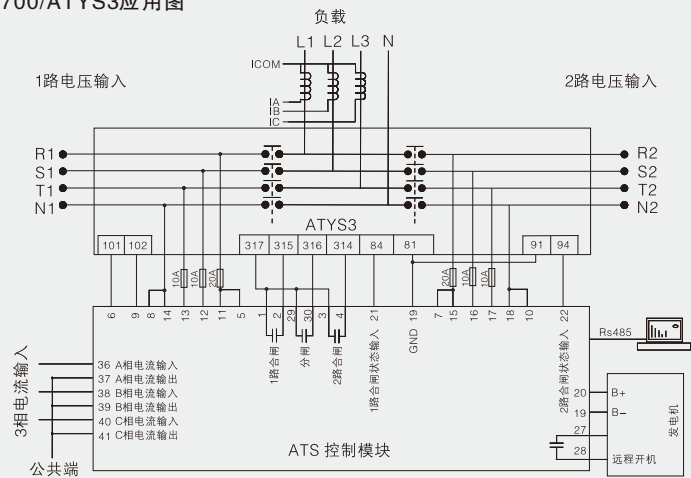 700/ATYS3应用图
负载
L1 L2 L3 N
ICOM
1路电压输入
2路电压输入
IA
IB
IC
R1
R2
S1
S2
T1
T2
N1
N2
ATYS3
101 102 317 315 316 314 84 81 91 94
10A 10A 20A 20A 10A 10A
6 9 8 14 13 12 11 5 1 2 29 30 3 4 21 19 7 15 16 17 18 10 22
1路合闸
分闸
2路合闸
1路合闸状态输入
GND
2路合闸状态输入
Rs485
3相电流输入
36 A相电流输入
37 A相电流输出
38 B相电流输入
39 B相电流输出
40 C相电流输入
41 C相电流输出
公共端
ATS 控制模块
20 B+
19 B-
27
28 远程开机
发电机